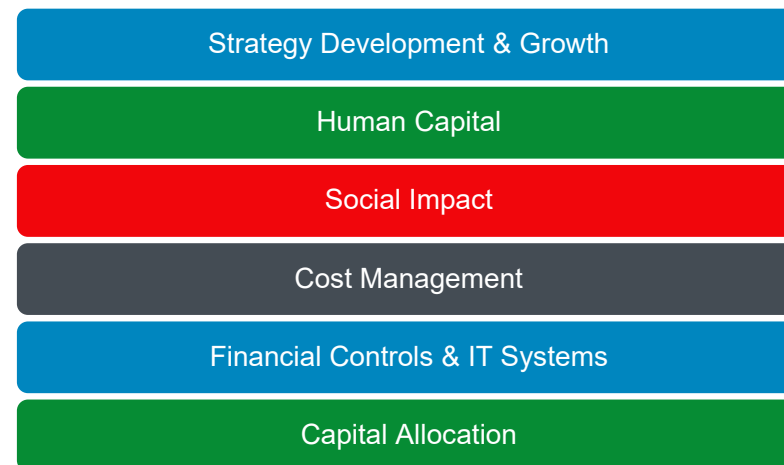 Strategy Development & Growth
Human Capital
Social Impact
Cost Management
Financial Controls & IT Systems
Capital Allocation